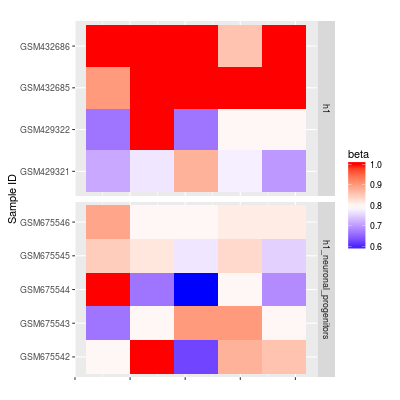 GSM432686
GSM432685
GSM429322
GSM429321
h1
GSM675546
GSM675545
GSM675544
GSM675543
GSM675542
h1_neuronal_progenitors
Sample ID
beta
1.0
0.9
0.8
0.7
0.6